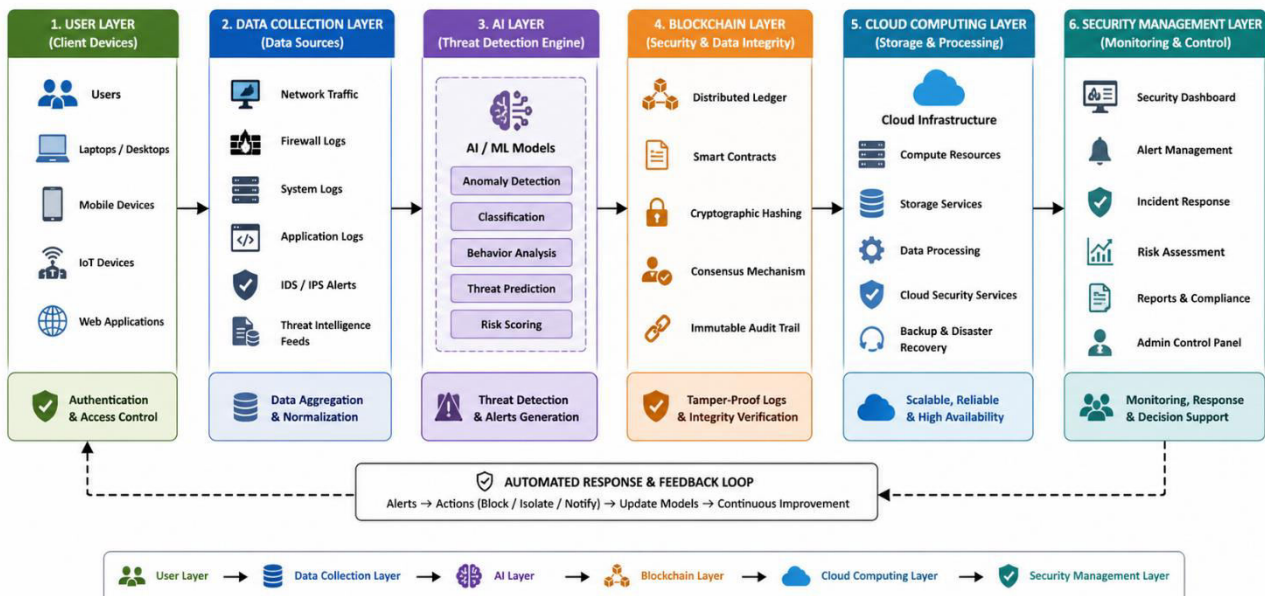 1. USER LAYER
(Client Devices)
Users
Laptops / Desktops
Mobile Devices
IoT Devices
Web Applications
Authentication
& Access Control
2. DATA COLLECTION LAYER
(Data Sources)
Network Traffic
Firewall Logs
System Logs
Application Logs
IDS / IPS Alerts
Threat Intelligence
Feeds
Data Aggregation
& Normalization
3. AI LAYER
(Threat Detection Engine)
AI / ML Models
Anomaly Detection
Classification
Behavior Analysis
Threat Prediction
Risk Scoring
Threat Detection
& Alerts Generation
4. BLOCKCHAIN LAYER
(Security & Data Integrity)
Distributed Ledger
Smart Contracts
Cryptographic Hashing
Consensus Mechanism
Immutable Audit Trail
Tamper-Proof Logs
& Integrity Verification
5. CLOUD COMPUTING LAYER
(Storage & Processing)
Cloud Infrastructure
Compute Resources
Storage Services
Data Processing
Cloud Security Services
Backup & Disaster
Recovery
Scalable, Reliable
& High Availability
6. SECURITY MANAGEMENT LAYER
(Monitoring & Control)
Security Dashboard
Alert Management
Incident Response
Risk Assessment
Reports & Compliance
Admin Control Panel
Monitoring, Response
& Decision Support
AUTOMATED RESPONSE & FEEDBACK LOOP
Alerts → Actions (Block / Isolate / Notify) → Update Models → Continuous Improvement
User Layer → Data Collection Layer → AI Layer → Blockchain Layer → Cloud Computing Layer → Security Management Layer